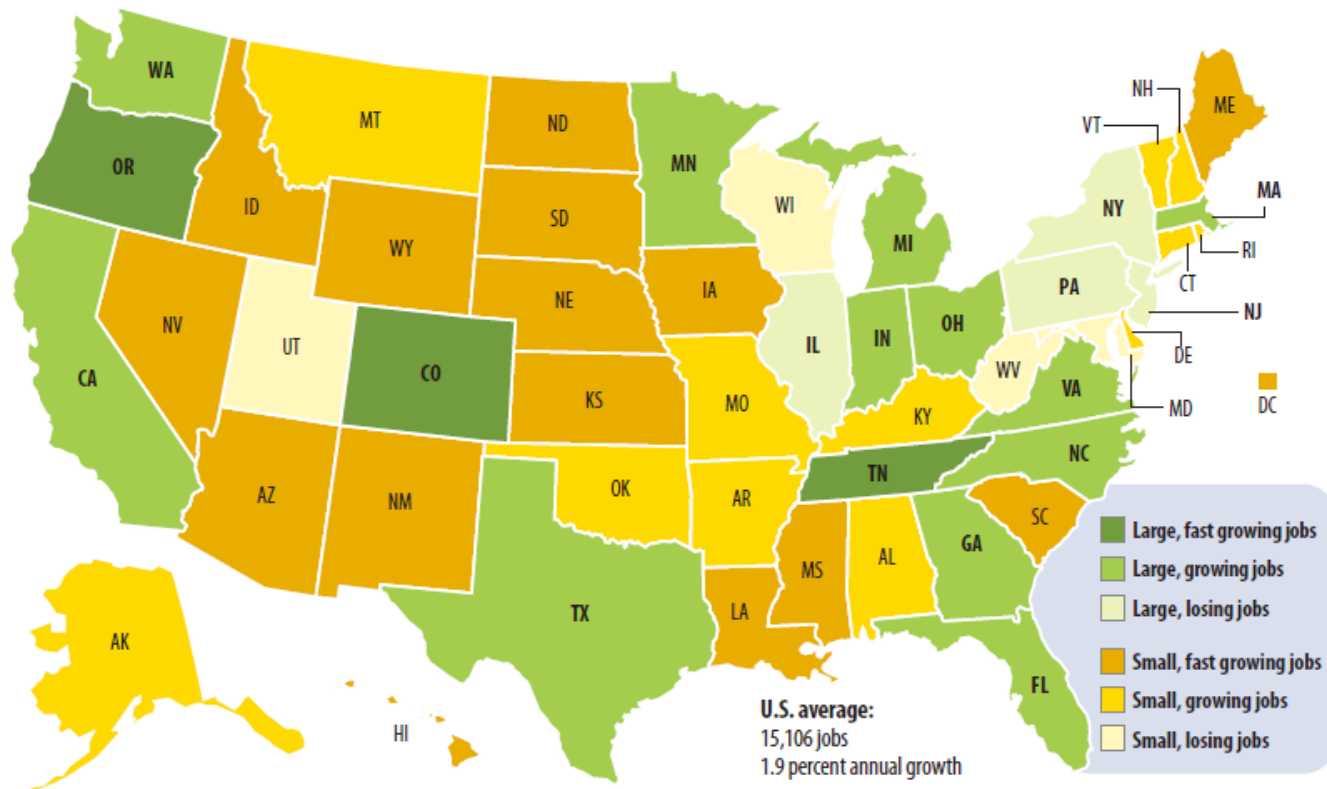 WA
MT
ND
OR
ID
WY
SD
MN
WI
MI
NH
VT
ME
NY
MA
RI
CT
NV
UT
CO
NE
IA
IL
IN
OH
PA
NJ
DE
MD
DC
CA
KS
MO
KY
WV
VA
AZ
NM
OK
AR
TN
NC
SC
TX
LA
MS
AL
GA
FL
AK
HI
Large, fast growing jobs
Large, growing jobs
Large, losing jobs
Small, fast growing jobs
Small, growing jobs
Small, losing jobs
U.S. average:
15,106 jobs
1.9 percent annual growth